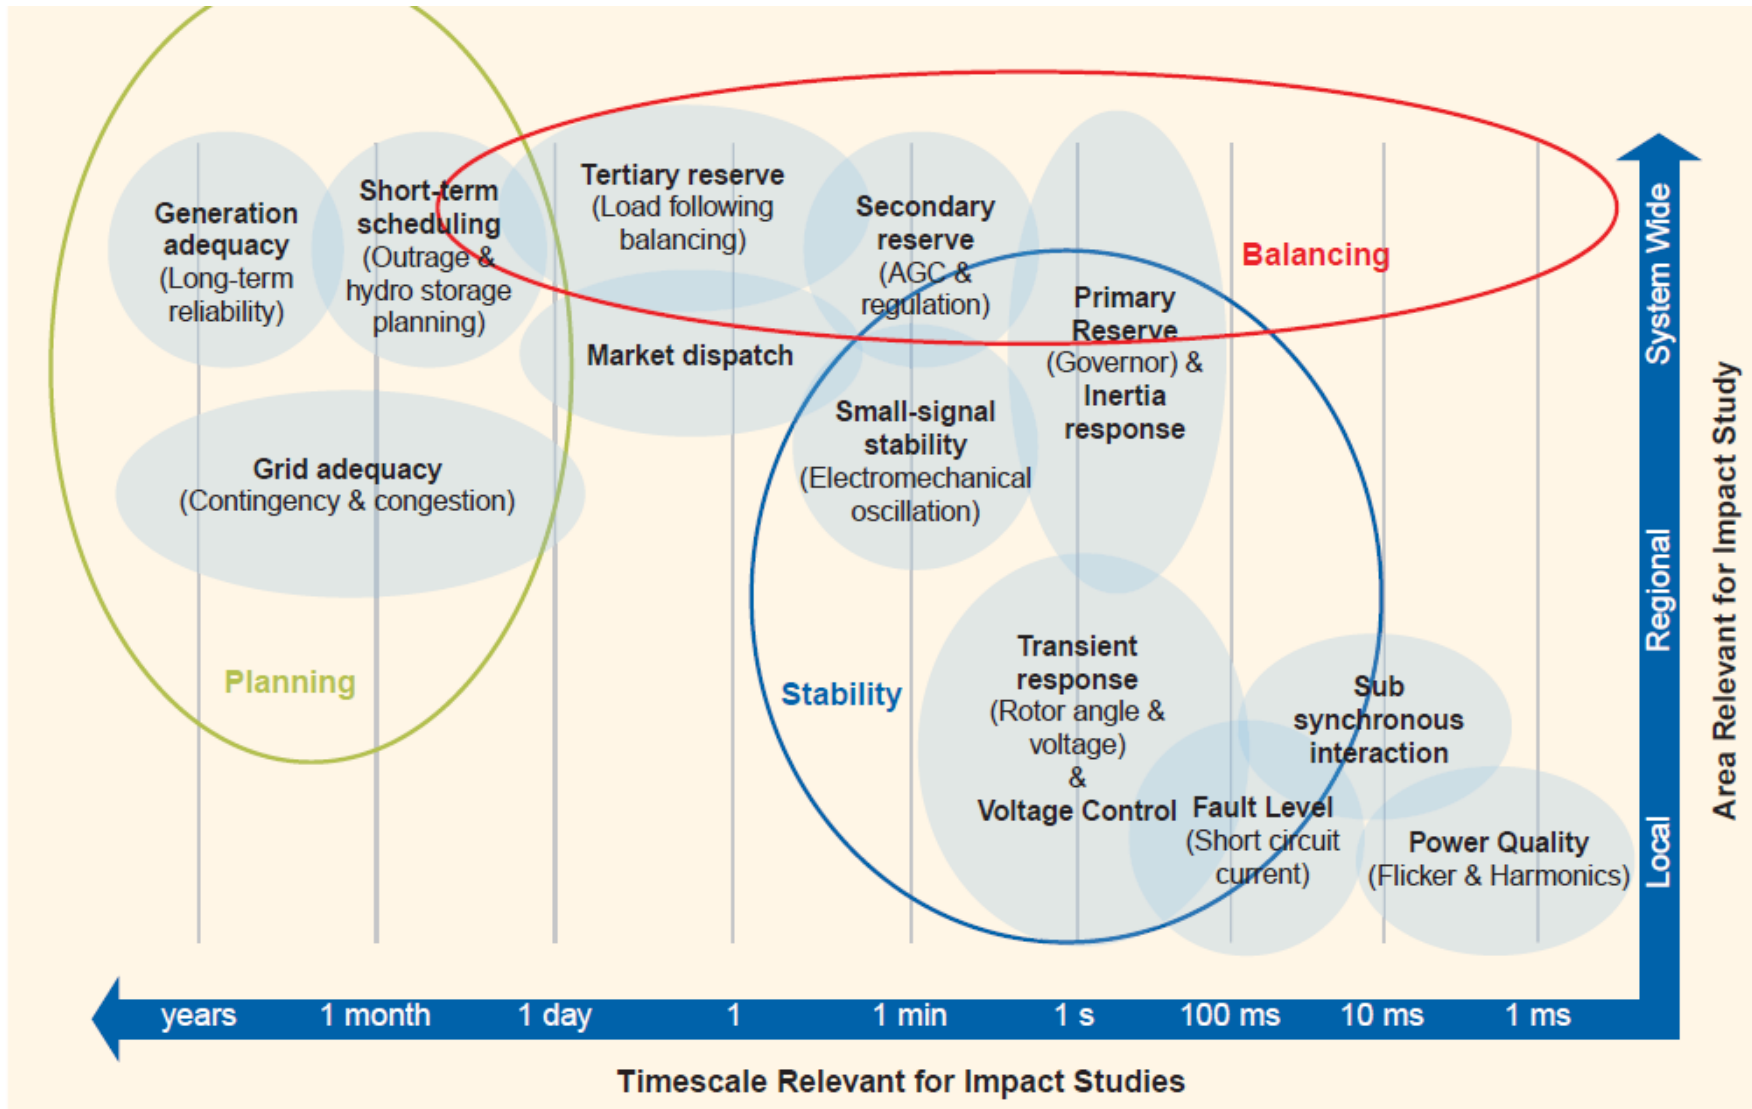 Generation
adequacy
(Long-term
reliability)
Short-term
scheduling
(Outrage &
hydro storage
planning)
Tertiary reserve
(Load following
balancing)
Secondary
reserve
(AGC &
regulation)
Primary
Reserve
(Governor) &
Inertia
response
Balancing
Market dispatch
Small-signal
stability
(Electromechanical
oscillation)
Grid adequacy
(Contingency & congestion)
Planning
Stability
Transient
response
(Rotor angle &
voltage)
&
Voltage Control
Sub
synchronous
interaction
Fault Level
(Short circuit
current)
Power Quality
(Flicker & Harmonics)
System Wide
Regional
Local
Area Relevant for Impact Study
years
1 month
1 day
1
1 min
1 s
100 ms
10 ms
1 ms
Timescale Relevant for Impact Studies